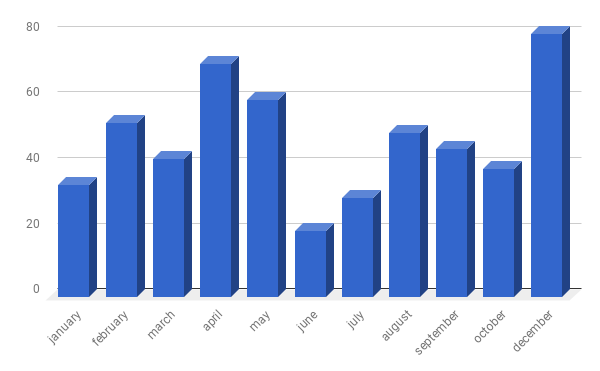 80
60
40
20
0
january
february
march
april
may
june
july
august
september
october
december